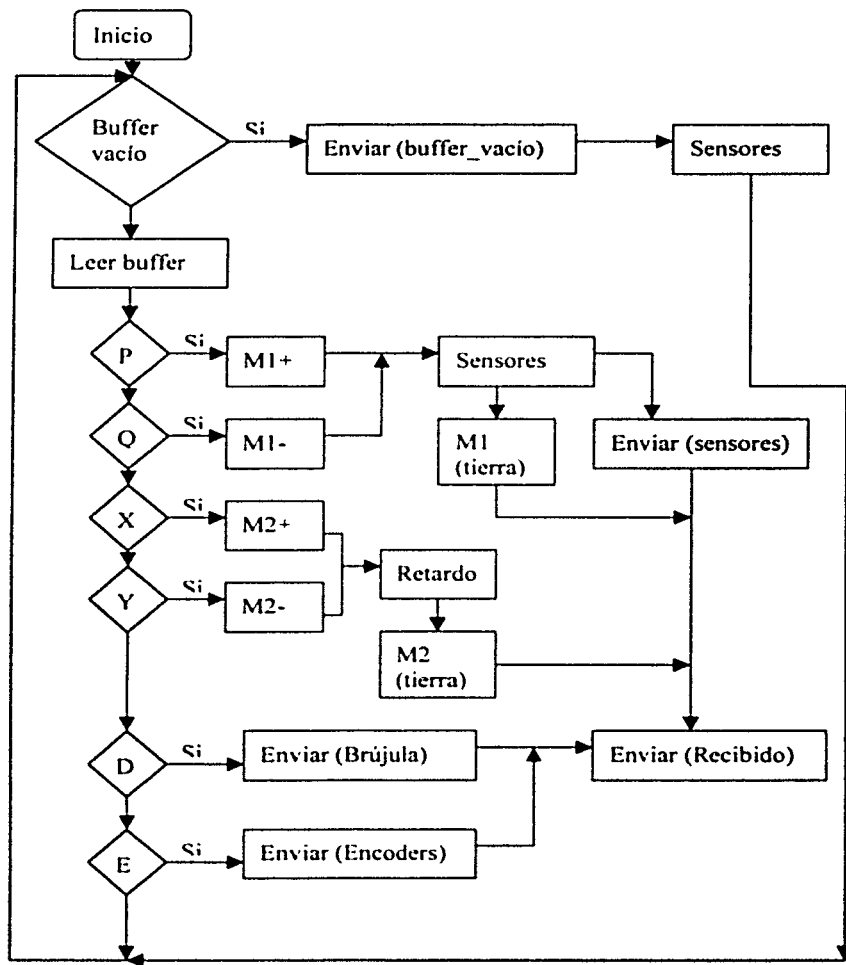 Inicio
Buffer
vacío
Si
Enviar (buffer_vacío)
Sensores
Leer buffer
P
Si
M1+
Sensores
Q
Si
M1-
M1
(tierra)
Enviar (sensores)
X
Si
M2+
Retardo
Y
Si
M2-
M2
(tierra)
D
Si
Enviar (Brújula)
Enviar (Recibido)
E
Si
Enviar (Encoders)